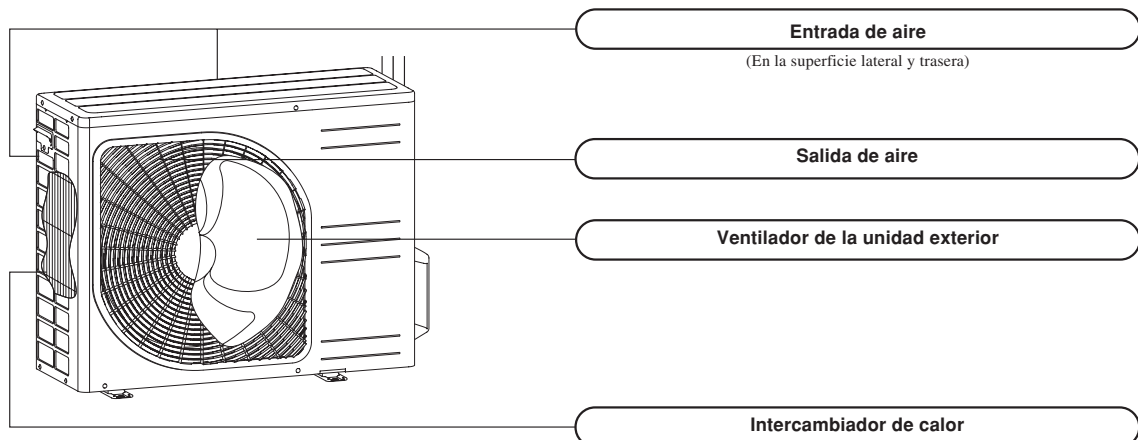 Entrada de aire
(En la superficie lateral y trasera)
Salida de aire
Ventilador de la unidad exterior
Intercambiador de calor